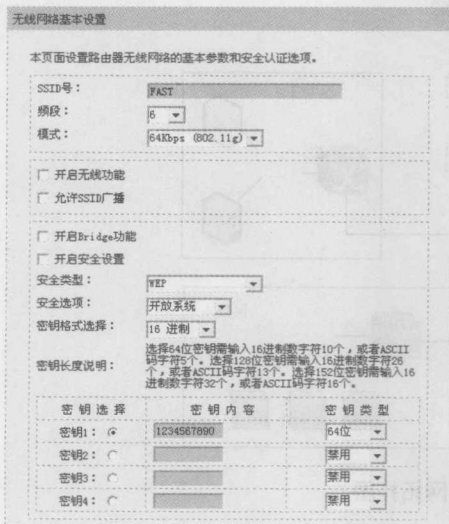 无线网络基本设置
本页面设置路由器无线网络的基本参数和安全认证选项。
SSID号：
FAST
频段：
6
模式：
64Kbps (802.11g)
开启无线功能
允许SSID广播
开启Bridge功能
开启安全设置
安全类型：
WEP
安全选项：
开放系统
密钥格式选择：
16 进制
密钥长度说明：
选择64位密钥需输入16进制数字符10个，或者ASCII
码字符5个。选择128位密钥需输入16进制数字符26
个，或者ASCII码字符13个。选择152位密钥需输入16
进制数字符32个，或者ASCII码字符16个。
密 钥 选 择 密 钥 内 容 密 钥 类 型
密钥1： 1234567890 64位
密钥2： 禁用
密钥3： 禁用
密钥4： 禁用